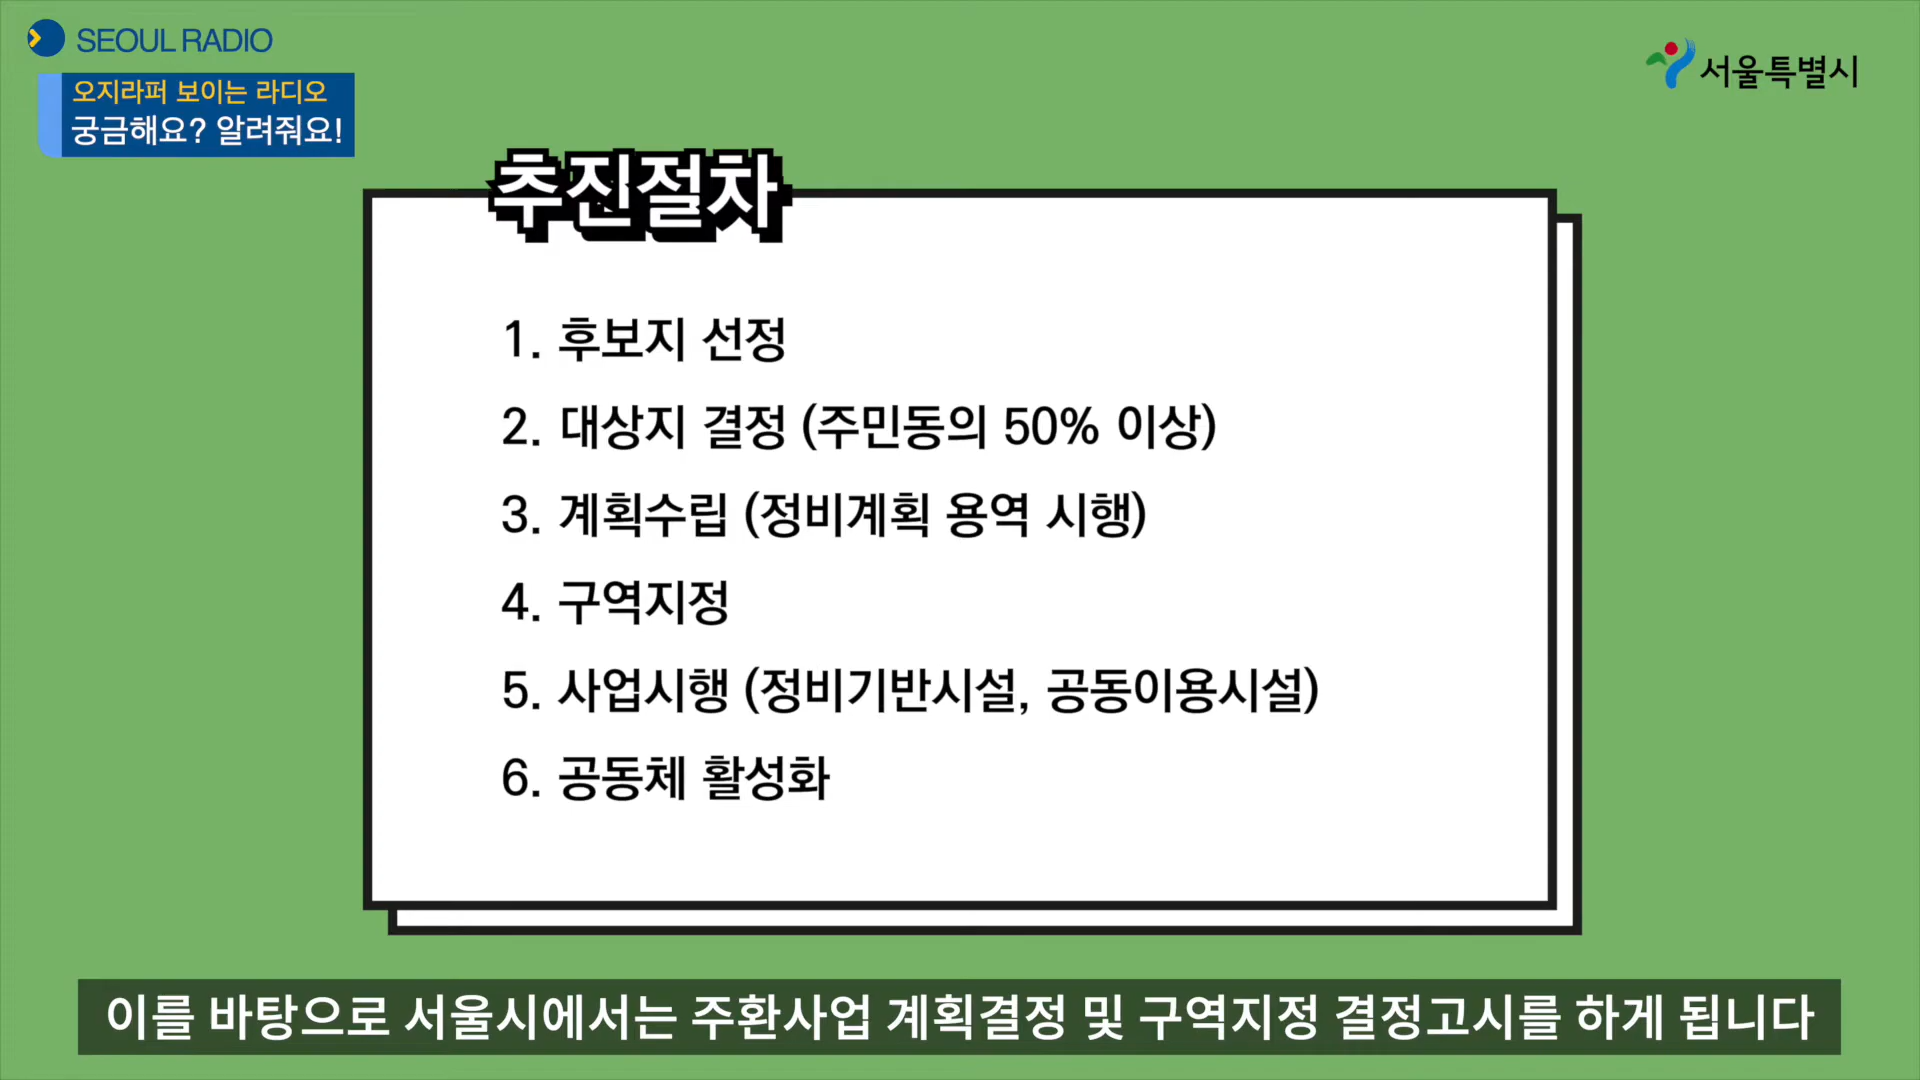 SEOUL RADIO
오지라퍼 보이는 라디오
궁금해요? 알려줘요!
서울특별시
추진절차
1. 후보지 선정
2. 대상지 결정 (주민동의 50% 이상)
3. 계획수립 (정비계획 용역 시행)
4. 구역지정
5. 사업시행 (정비기반시설, 공동이용시설)
6. 공동체 활성화
이를 바탕으로 서울시에서는 주환사업 계획결정 및 구역지정 결정고시를 하게 됩니다